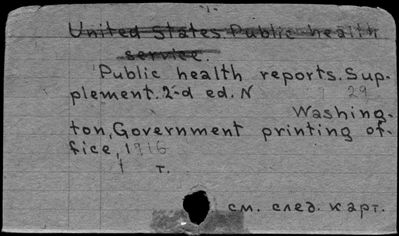 -1-
United States Public health
service.
Public health reports. Sup-
plement. 2-d ed. N 29
Washing-
ton, Government printing of-
fice, 1916
1 т.
см. след. карт.